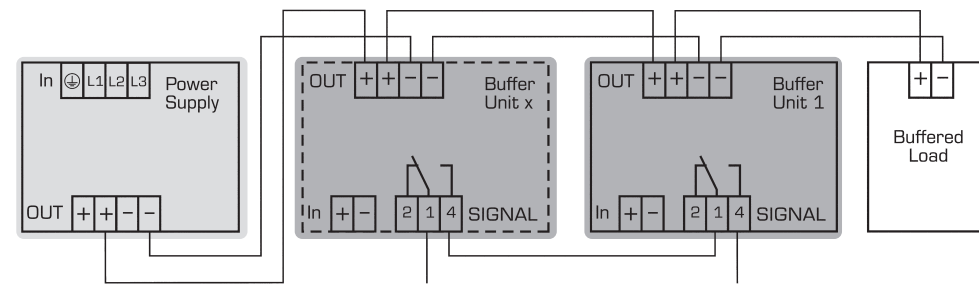 In ⏚ L1 L2 L3
Power
Supply
OUT + + − −
OUT + + − −
Buffer
Unit x
In + −
2 1 4 SIGNAL
OUT + + − −
Buffer
Unit 1
In + −
2 1 4 SIGNAL
+ −
Buffered
Load